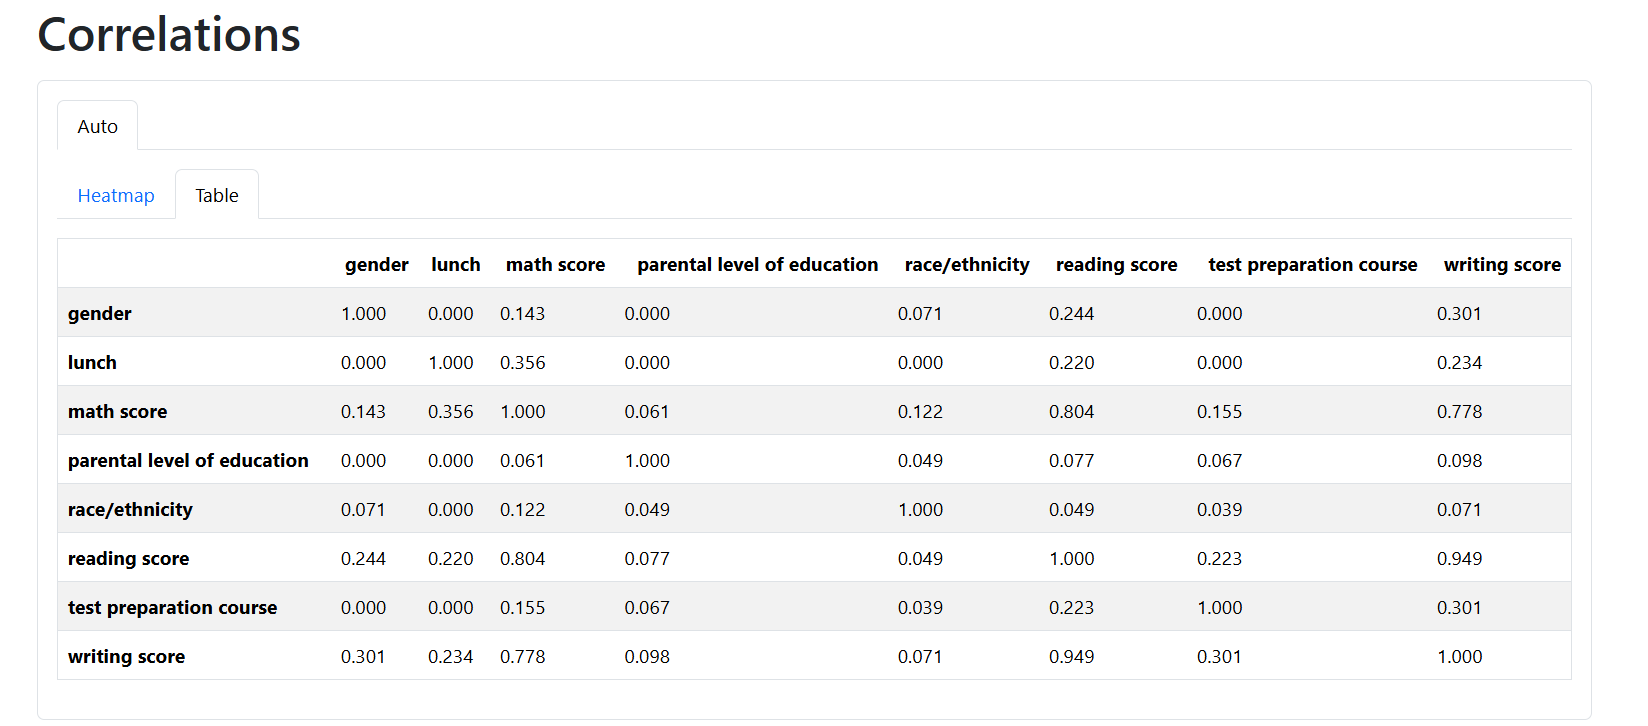 Correlations
Auto
Heatmap Table
gender lunch math score parental level of education race/ethnicity reading score test preparation course writing score
gender 1.000 0.000 0.143 0.000 0.071 0.244 0.000 0.301
lunch 0.000 1.000 0.356 0.000 0.000 0.220 0.000 0.234
math score 0.143 0.356 1.000 0.061 0.122 0.804 0.155 0.778
parental level of education 0.000 0.000 0.061 1.000 0.049 0.077 0.067 0.098
race/ethnicity 0.071 0.000 0.122 0.049 1.000 0.049 0.039 0.071
reading score 0.244 0.220 0.804 0.077 0.049 1.000 0.223 0.949
test preparation course 0.000 0.000 0.155 0.067 0.039 0.223 1.000 0.301
writing score 0.301 0.234 0.778 0.098 0.071 0.949 0.301 1.000